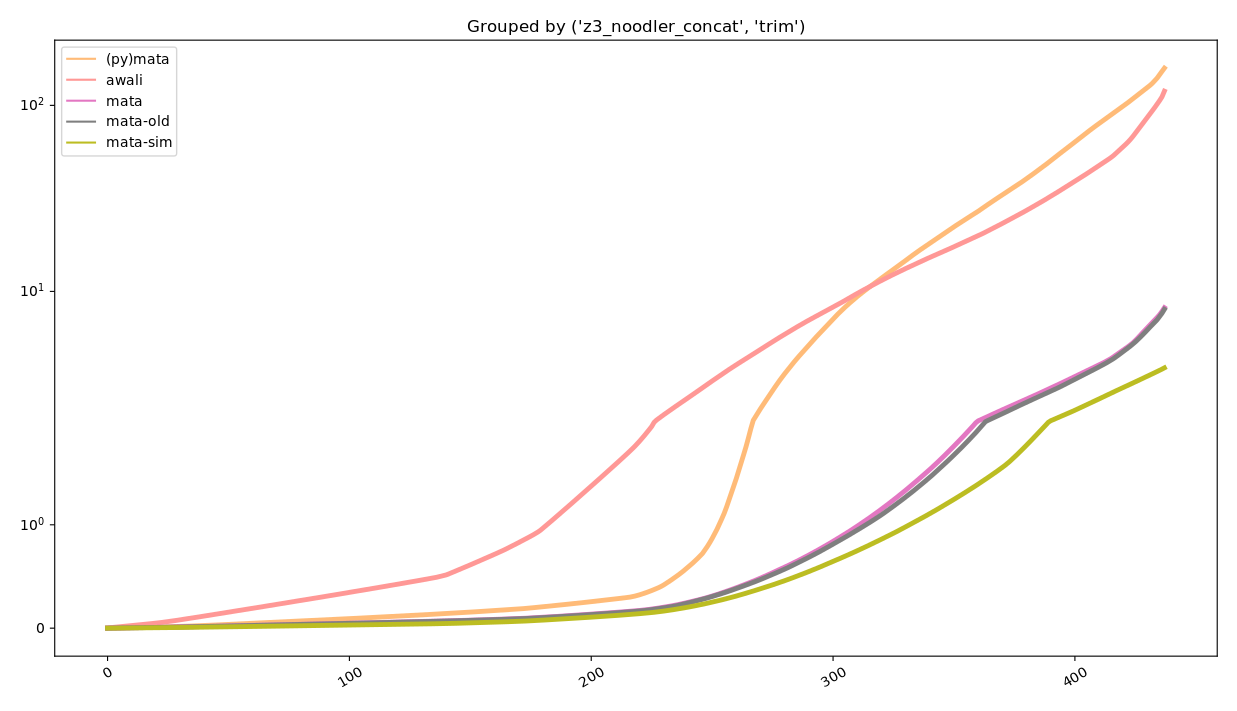 Grouped by ('z3_noodler_concat', 'trim')
(py)mata
awali
mata
mata-old
mata-sim
10²
10¹
10⁰
0
0
100
200
300
400